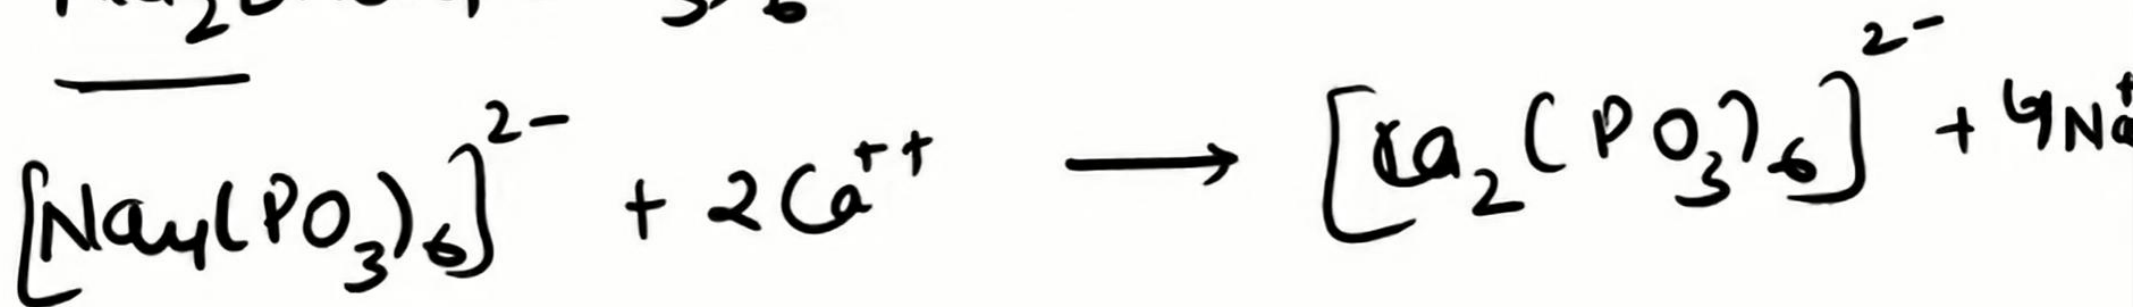 [Na₄(PO₃)₆]²⁻ + 2Ca⁺⁺ → [Ca₂(PO₃)₆]²⁻ + 4Na⁺